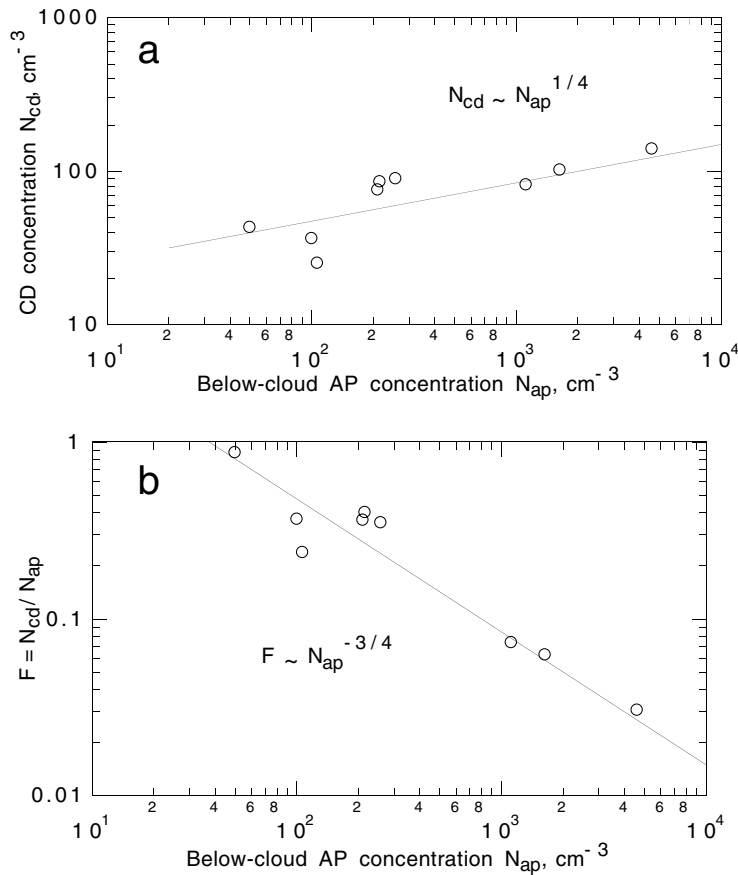 1000
a
N_cd ~ N_ap^1/4
CD concentration N_cd, cm^-3
100
10
2 4 6 8 2 4 6 8 2 4 6 8
10^1 10^2 10^3 10^4
Below-cloud AP concentration N_ap, cm^-3
1
b
F = N_cd / N_ap
0.1
F ~ N_ap^-3/4
0.01
2 4 6 8 2 4 6 8 2 4 6 8
10^1 10^2 10^3 10^4
Below-cloud AP concentration N_ap, cm^-3